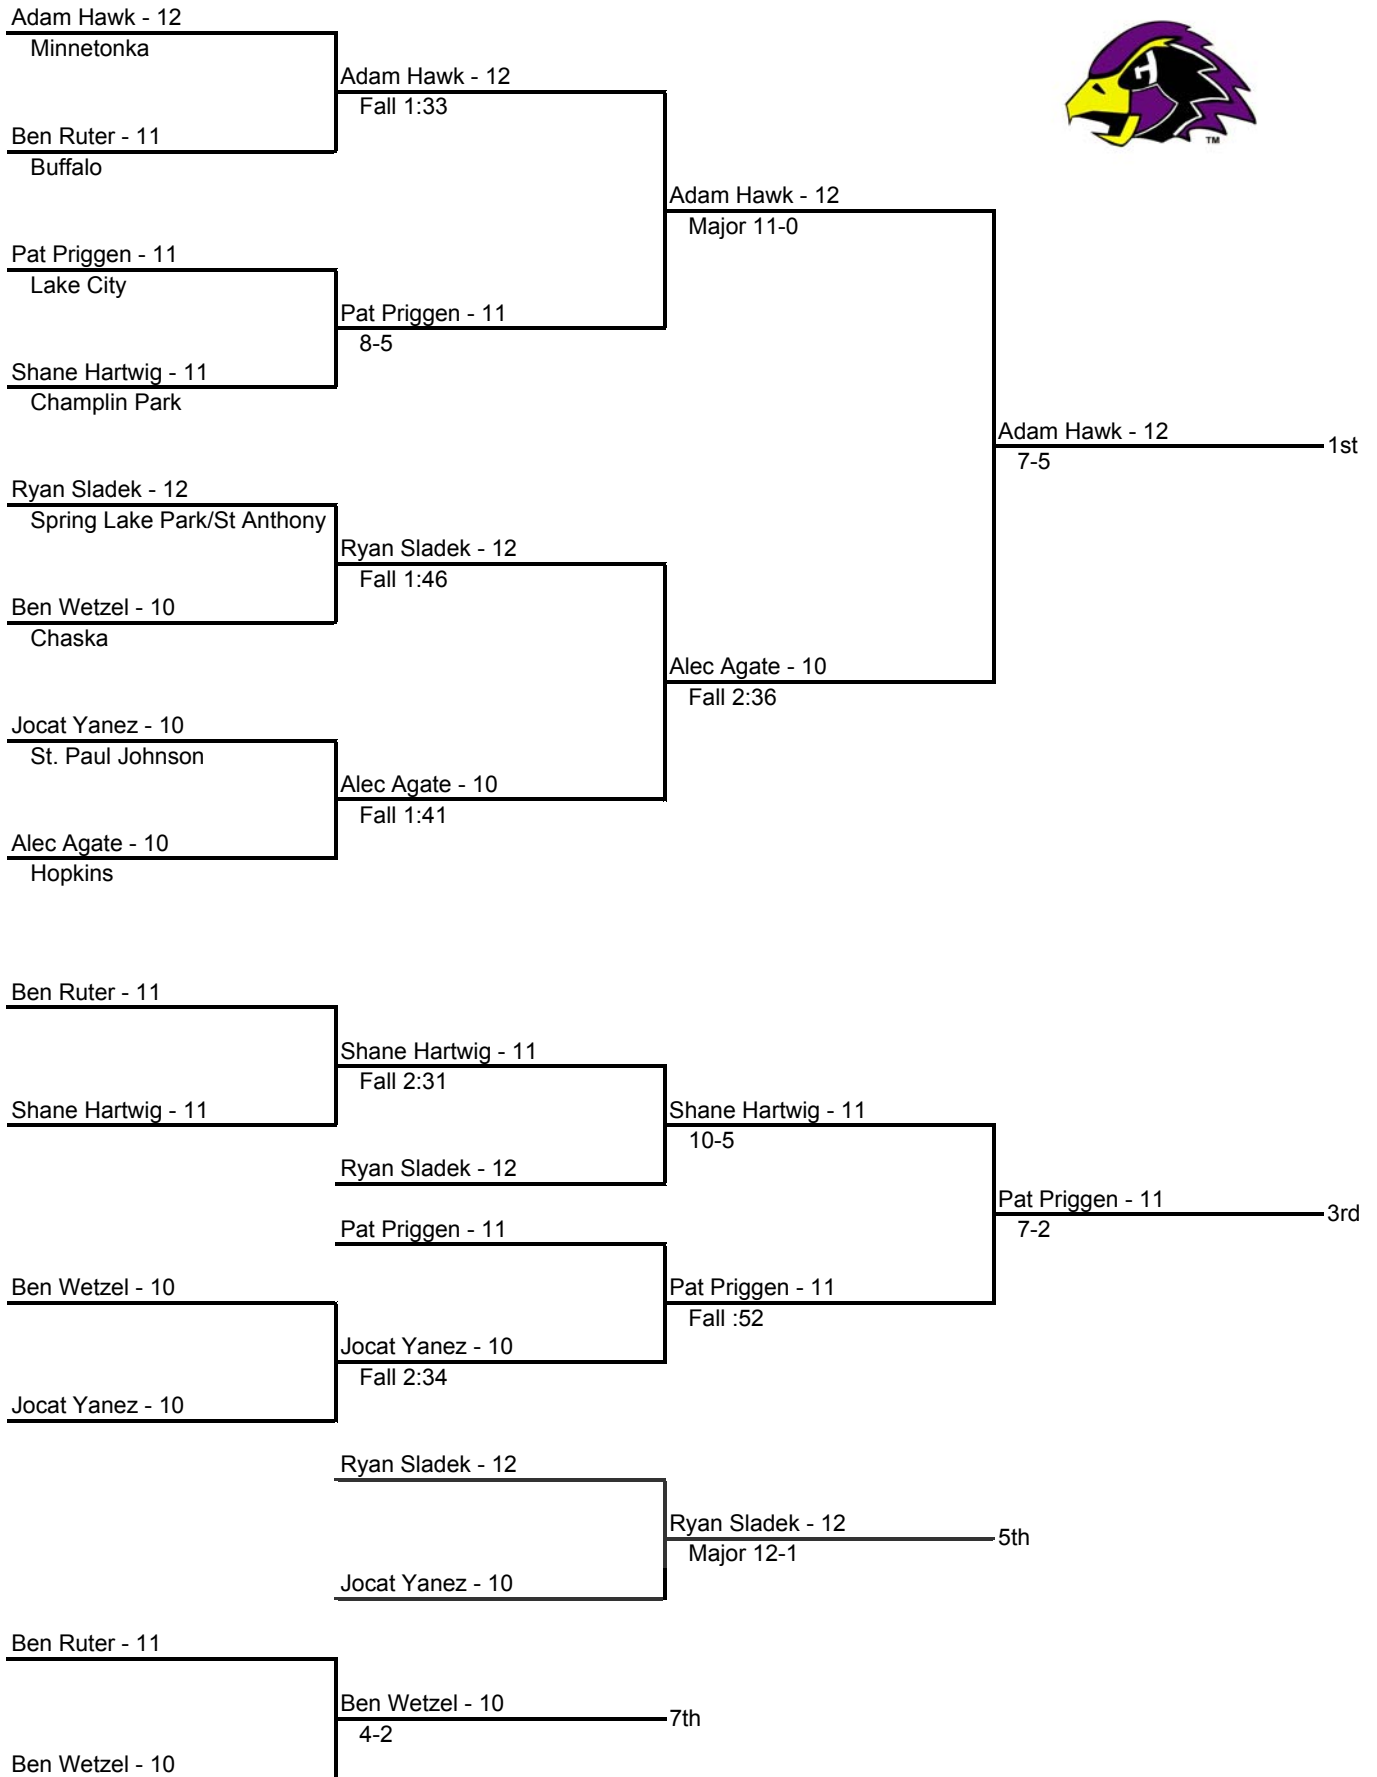 Adam Hawk - 12
Minnetonka
Adam Hawk - 12
Fall 1:33
Ben Ruter - 11
Buffalo
TM
Adam Hawk - 12
Major 11-0
Pat Priggen - 11
Lake City
Pat Priggen - 11
8-5
Shane Hartwig - 11
Champlin Park
Adam Hawk - 12
1st
7-5
Ryan Sladek - 12
Spring Lake Park/St Anthony
Ryan Sladek - 12
Fall 1:46
Ben Wetzel - 10
Chaska
Alec Agate - 10
Fall 2:36
Jocat Yanez - 10
St. Paul Johnson
Alec Agate - 10
Fall 1:41
Alec Agate - 10
Hopkins
Ben Ruter - 11
Shane Hartwig - 11
Fall 2:31
Shane Hartwig - 11
Shane Hartwig - 11
10-5
Ryan Sladek - 12
Pat Priggen - 11
3rd
7-2
Pat Priggen - 11
Ben Wetzel - 10
Pat Priggen - 11
Fall :52
Jocat Yanez - 10
Fall 2:34
Jocat Yanez - 10
Ryan Sladek - 12
Ryan Sladek - 12
5th
Major 12-1
Jocat Yanez - 10
Ben Ruter - 11
Ben Wetzel - 10
7th
4-2
Ben Wetzel - 10